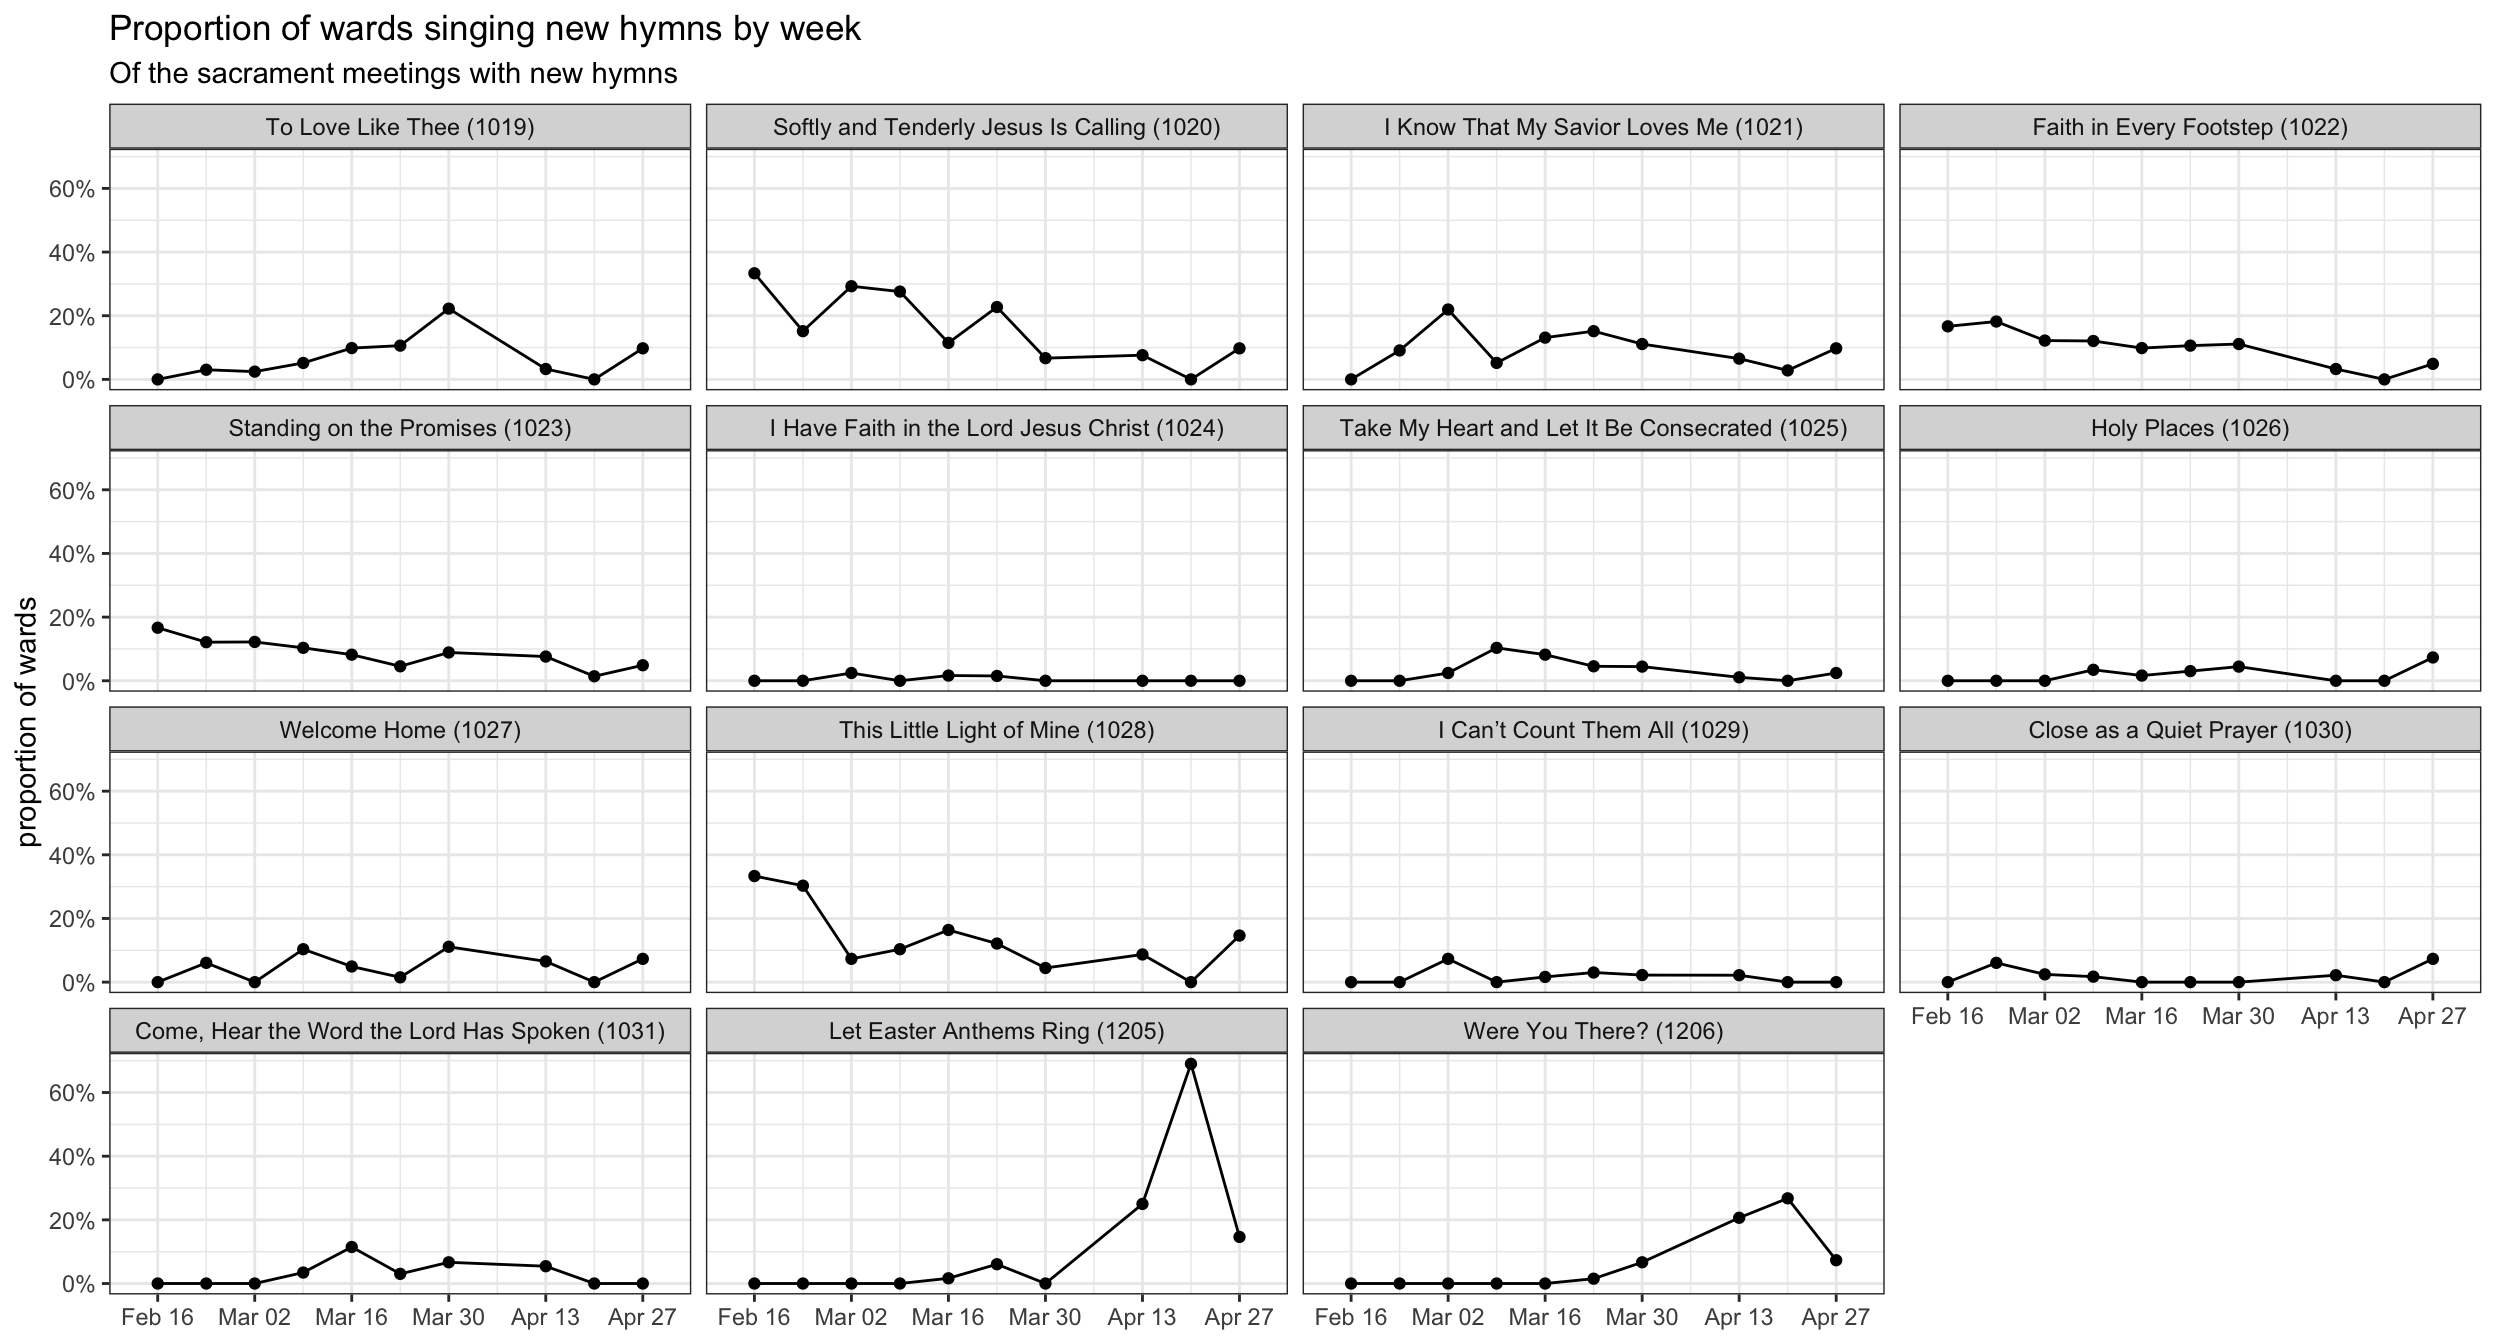 Proportion of wards singing new hymns by week
Of the sacrament meetings with new hymns
To Love Like Thee (1019)
Softly and Tenderly Jesus Is Calling (1020)
I Know That My Savior Loves Me (1021)
Faith in Every Footstep (1022)
60%
40%
20%
0%
Standing on the Promises (1023)
I Have Faith in the Lord Jesus Christ (1024)
Take My Heart and Let It Be Consecrated (1025)
Holy Places (1026)
60%
40%
20%
0%
proportion of wards
Welcome Home (1027)
This Little Light of Mine (1028)
I Can’t Count Them All (1029)
Close as a Quiet Prayer (1030)
60%
40%
20%
0%
Feb 16 Mar 02 Mar 16 Mar 30 Apr 13 Apr 27
Come, Hear the Word the Lord Has Spoken (1031)
Let Easter Anthems Ring (1205)
Were You There? (1206)
60%
40%
20%
0%
Feb 16 Mar 02 Mar 16 Mar 30 Apr 13 Apr 27
Feb 16 Mar 02 Mar 16 Mar 30 Apr 13 Apr 27
Feb 16 Mar 02 Mar 16 Mar 30 Apr 13 Apr 27